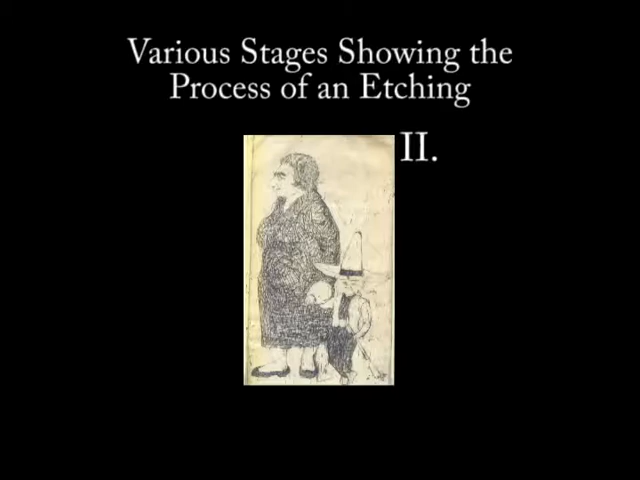 Various Stages Showing the
Process of an Etching
II.